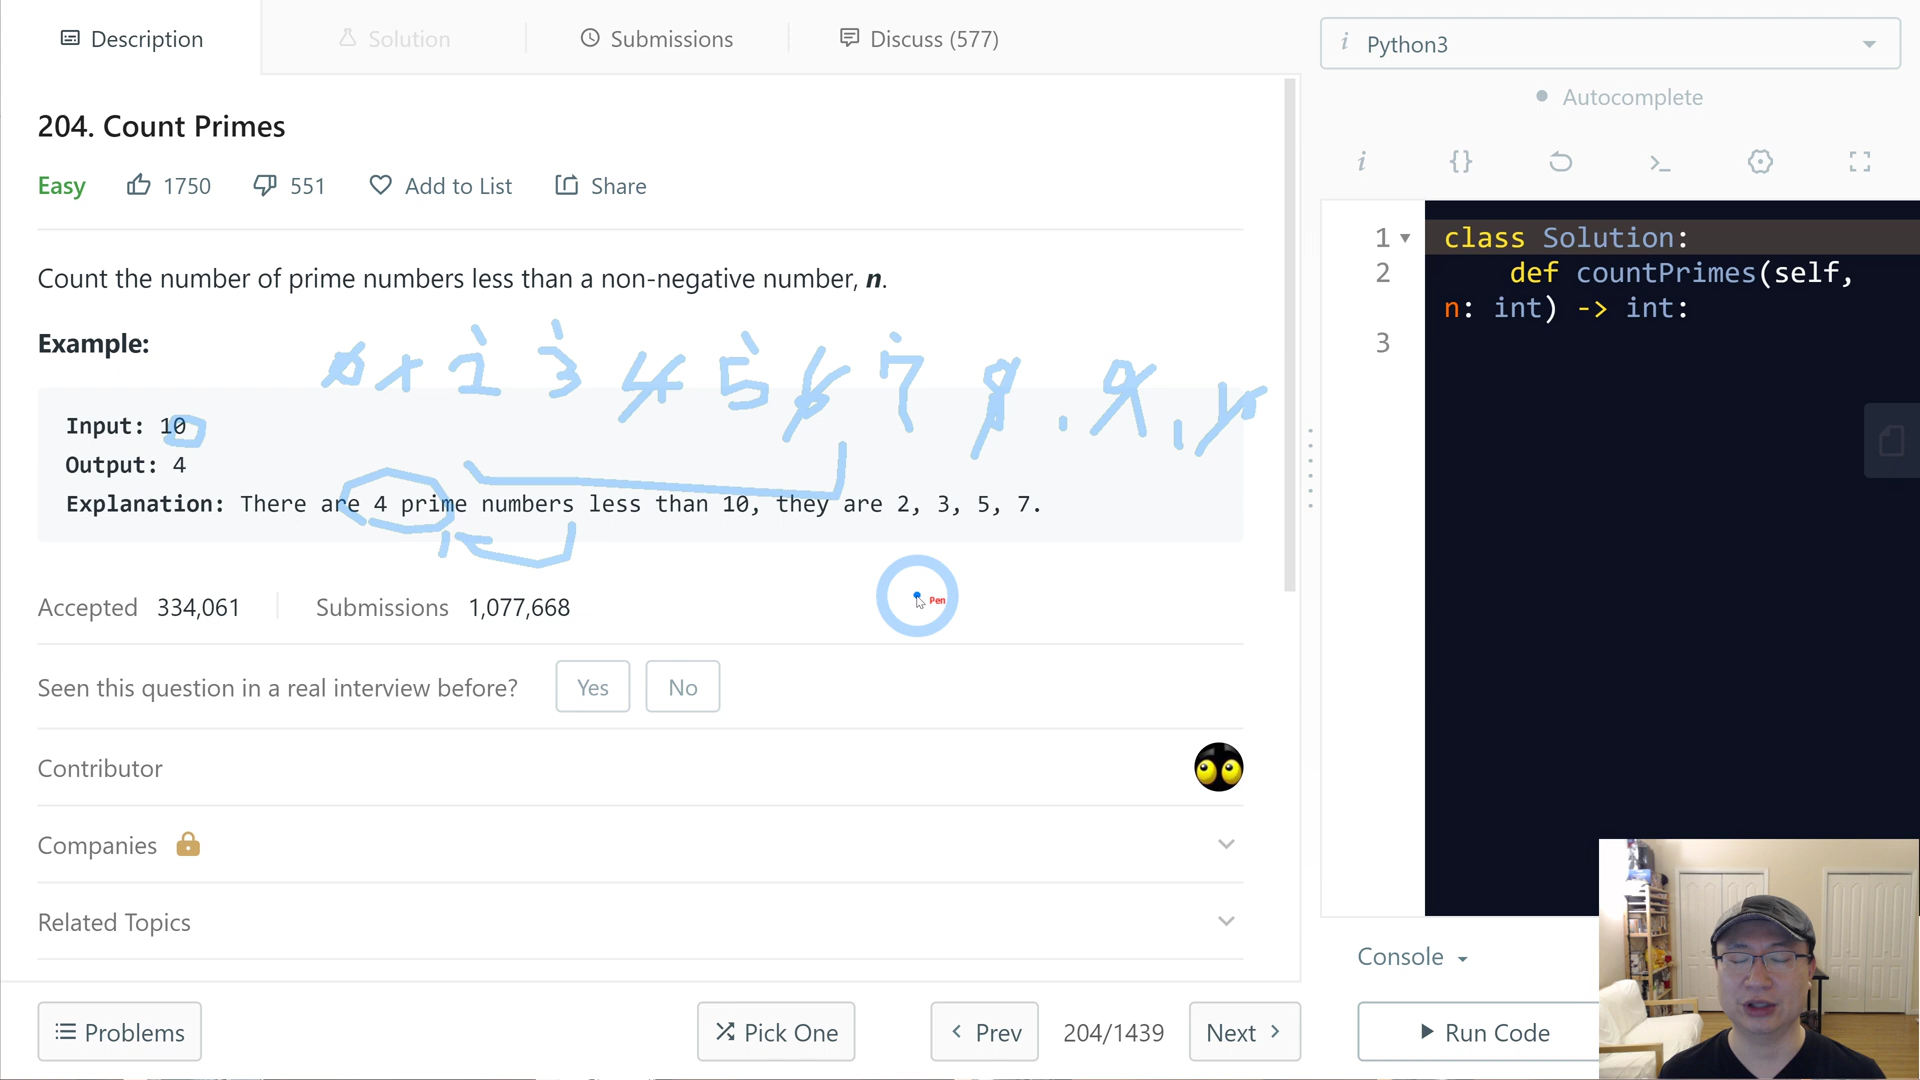 Description
Solution
Submissions
Discuss (577)
204. Count Primes
Easy 1750 551 Add to List Share
Count the number of prime numbers less than a non-negative number, n.
Example:
0 1 2 3 4 5 6 7 8 . 9 , 10
Input: 10
Output: 4
Explanation: There are 4 prime numbers less than 10, they are 2, 3, 5, 7.
Pen
Accepted 334,061 Submissions 1,077,668
Seen this question in a real interview before? Yes No
Contributor
Companies
Related Topics
Problems
Pick One
< Prev
204/1439
Next >
i Python3
Autocomplete
i {} >_
1 class Solution:
2 def countPrimes(self,
n: int) -> int:
3
Console
Run Code